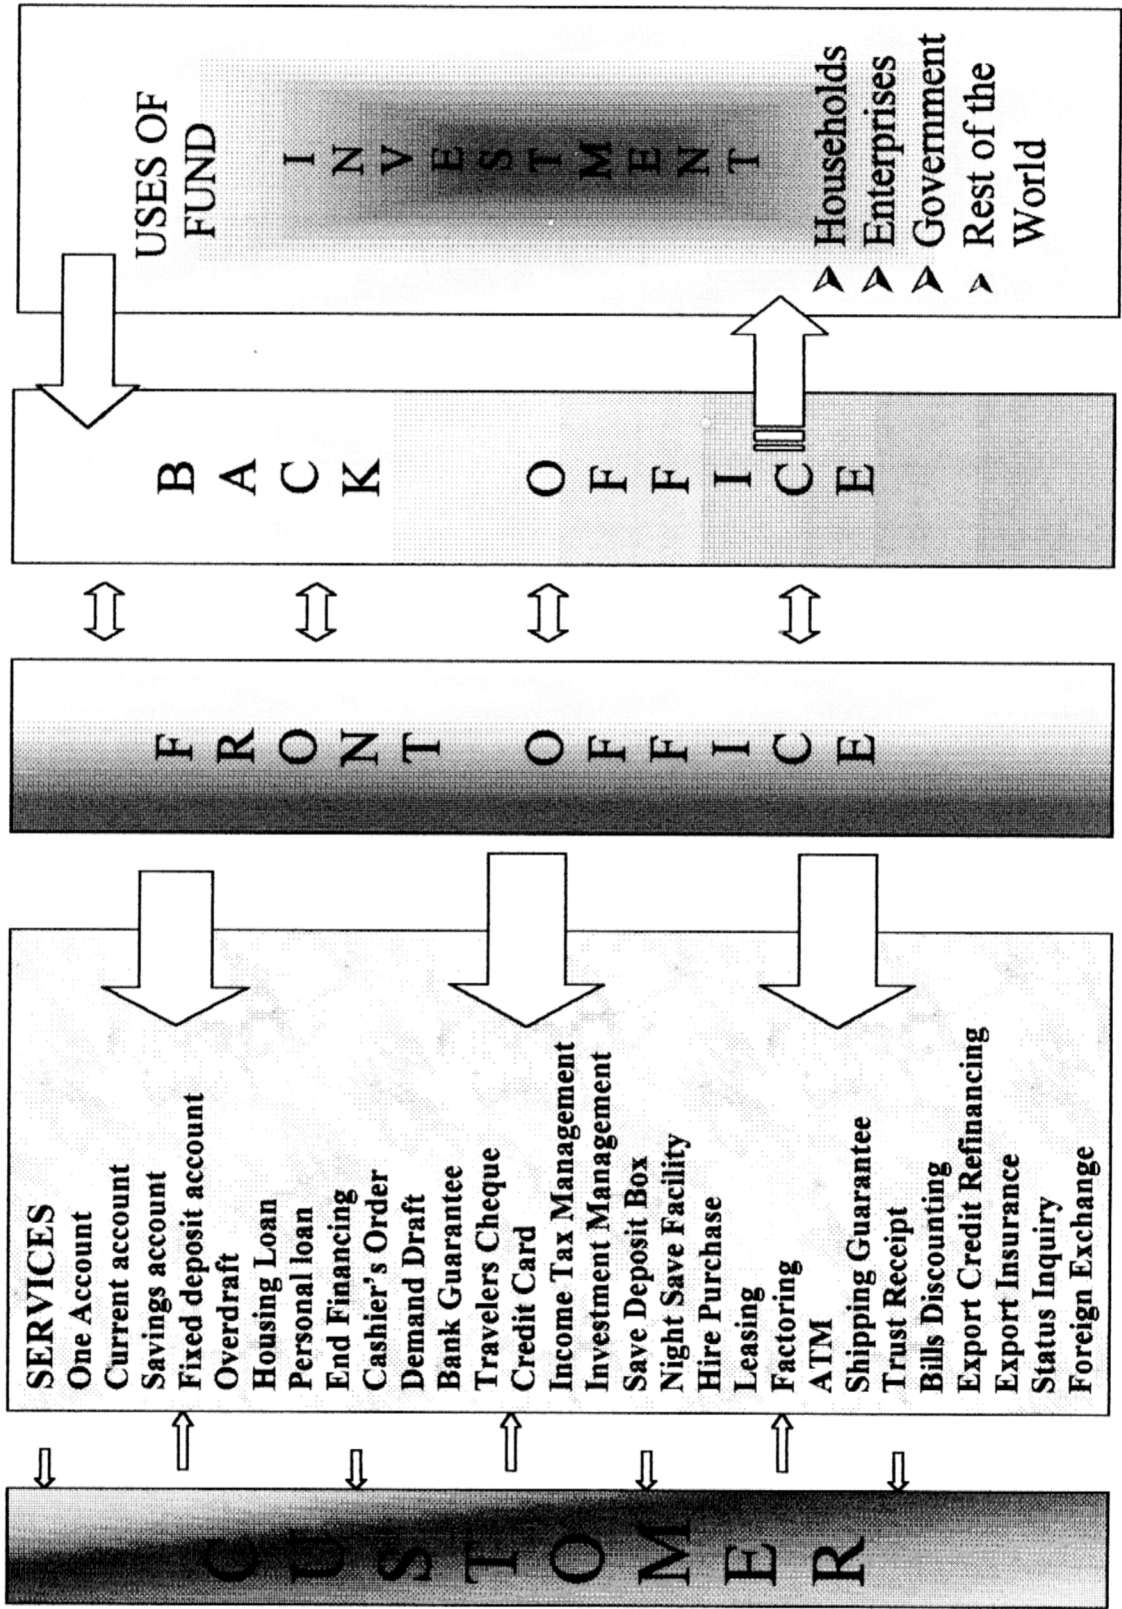 CUSTOMER
SERVICES
One Account
Current account
Savings account
Fixed deposit account
Overdraft
Housing Loan
Personal loan
End Financing
Cashier's Order
Demand Draft
Bank Guarantee
Travelers Cheque
Credit Card
Income Tax Management
Investment Management
Save Deposit Box
Night Save Facility
Hire Purchase
Leasing
Factoring
ATM
Shipping Guarantee
Trust Receipt
Bills Discounting
Export Credit Refinancing
Export Insurance
Status Inquiry
Foreign Exchange
FRONT OFFICE
BACK OFFICE
USES OF
FUND
INVESTMENT
➢ Households
➢ Enterprises
➢ Government
➢ Rest of the
World